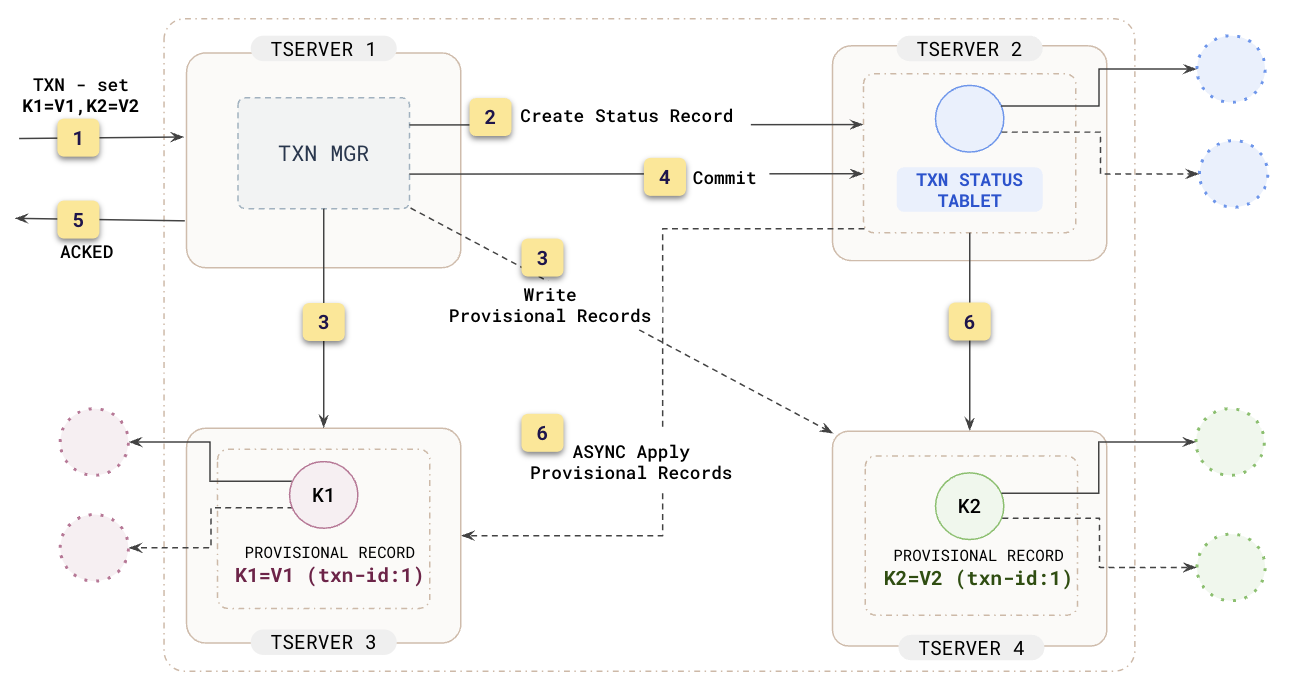 TSERVER 1
TSERVER 2
TXN - set
K1=V1,K2=V2
1
2
Create Status Record
TXN MGR
4
Commit
TXN STATUS
TABLET
5
ACKED
3
Write
Provisional Records
3
6
6
ASYNC Apply
Provisional Records
K1
PROVISIONAL RECORD
K1=V1 (txn-id:1)
K2
PROVISIONAL RECORD
K2=V2 (txn-id:1)
TSERVER 3
TSERVER 4